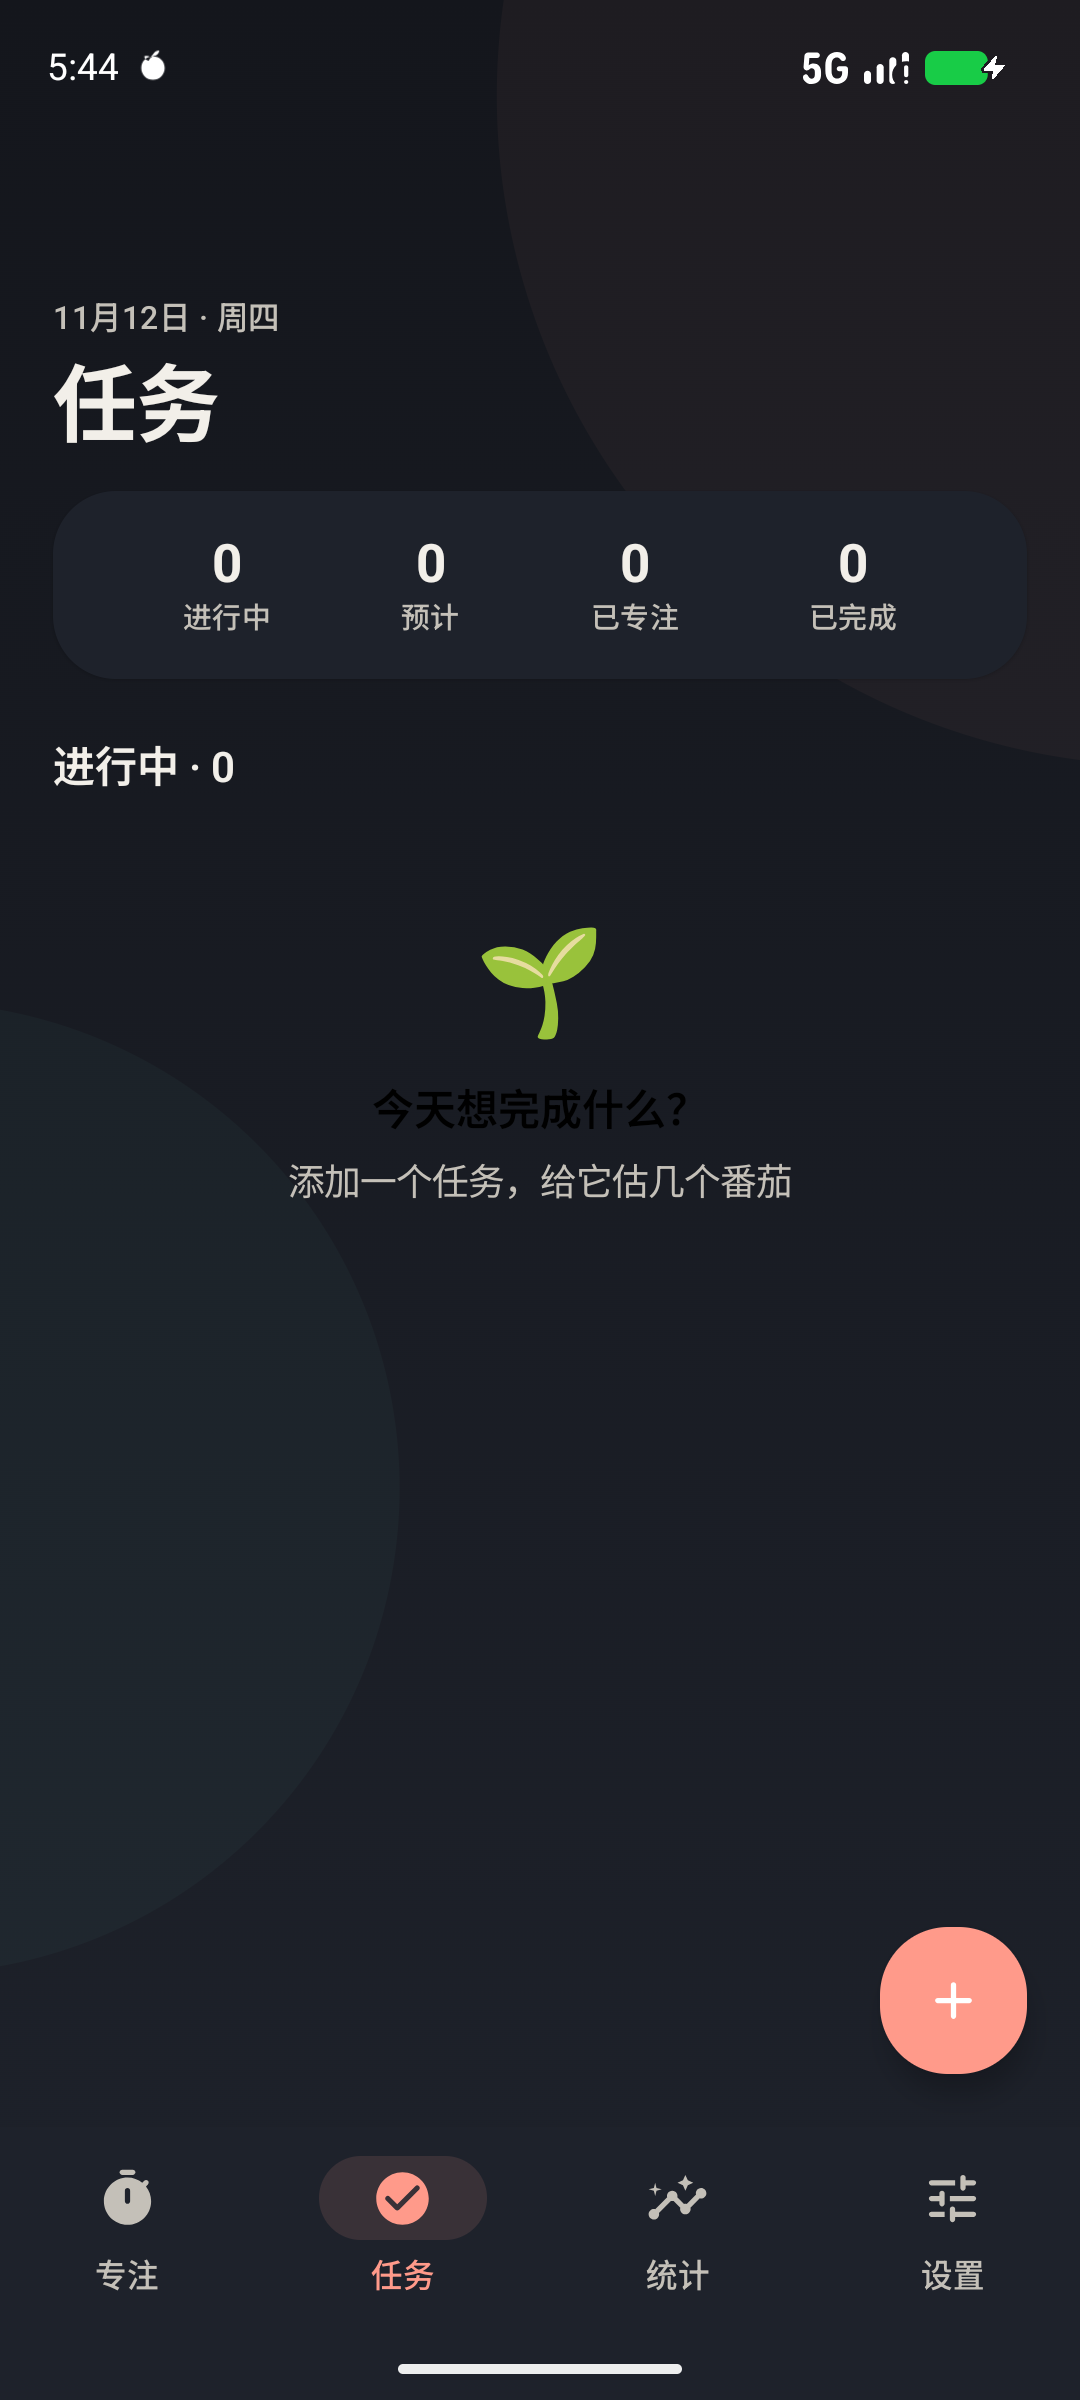 5:44
5G
11月12日 · 周四
任务
0 0 0 0
进行中 预计 已专注 已完成
进行中 · 0
今天想完成什么?
添加一个任务，给它估几个番茄
专注 任务 统计 设置